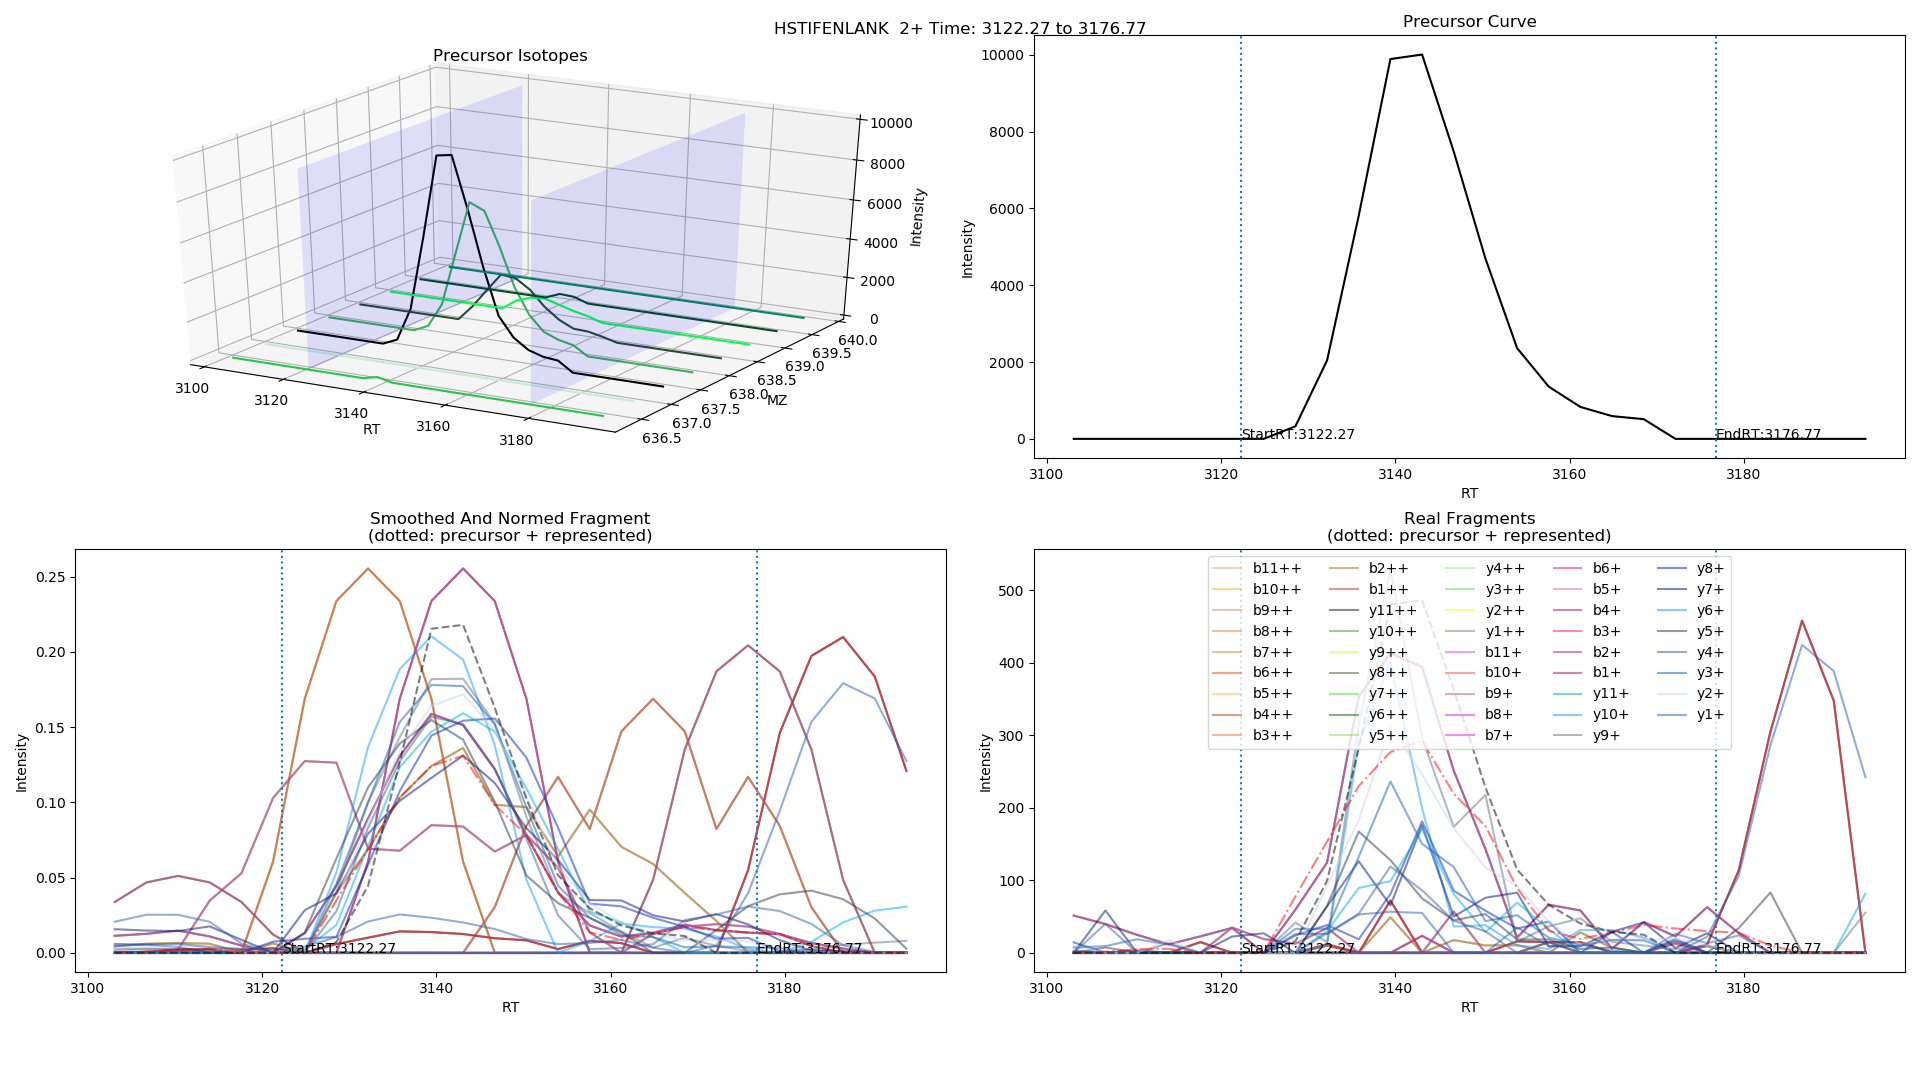 HSTIFENLANK  2+ Time: 3122.27 to 3176.77
Precursor Isotopes
10000
8000
6000
4000
2000
0
Intensity
640.0
639.5
639.0
638.5
638.0
637.5
637.0
636.5
MZ
3100
3120
3140
3160
3180
RT
Precursor Curve
10000
8000
6000
4000
2000
0
Intensity
StartRT:3122.27
EndRT:3176.77
3100
3120
3140
3160
3180
RT
Smoothed And Normed Fragment
(dotted: precursor + represented)
0.25
0.20
0.15
0.10
0.05
0.00
Intensity
StartRT:3122.27
EndRT:3176.77
3100
3120
3140
3160
3180
RT
Real Fragments
(dotted: precursor + represented)
500
400
300
200
100
0
Intensity
b11++
b10++
b9++
b8++
b7++
b6++
b5++
b4++
b3++
b2++
b1++
y11++
y10++
y9++
y8++
y7++
y6++
y5++
y4++
y3++
y2++
y1++
b11+
b10+
b9+
b8+
b7+
b6+
b5+
b4+
b3+
b2+
b1+
y11+
y10+
y9+
y8+
y7+
y6+
y5+
y4+
y3+
y2+
y1+
StartRT:3122.27
EndRT:3176.77
3100
3120
3140
3160
3180
RT